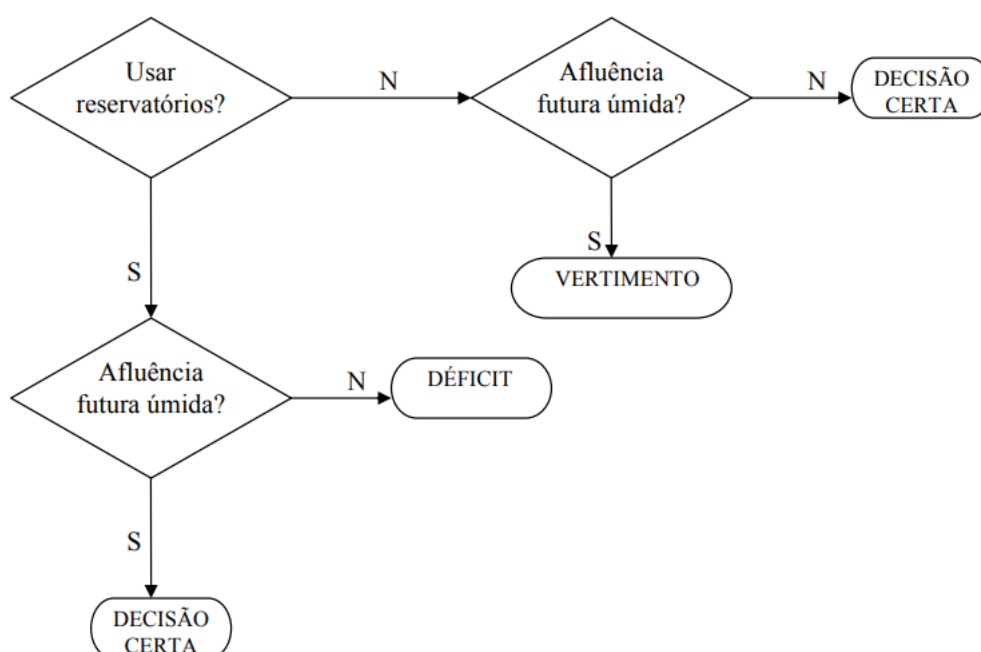 Usar
reservatórios?
N
Afluência
futura úmida?
N
DECISÃO
CERTA
S
VERTIMENTO
S
Afluência
futura úmida?
N
DÉFICIT
S
DECISÃO
CERTA